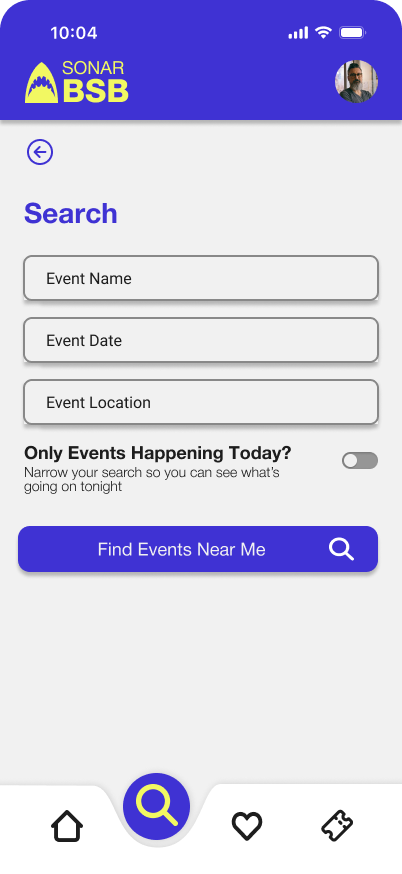 10:04
SONAR
BSB
Search
Event Name
Event Date
Event Location
Only Events Happening Today?
Narrow your search so you can see what's
going on tonight
Find Events Near Me